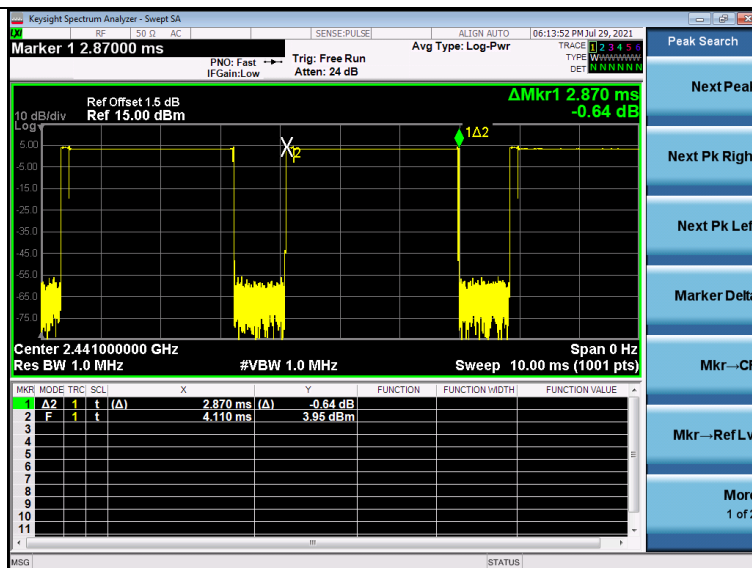 Keysight Spectrum Analyzer - Swept SA
LXI RF 50 Ω AC SENSE:PULSE ALIGN AUTO 06:13:52 PM Jul 29, 2021
Marker 1 2.87000 ms
PNO: Fast
IFGain:Low
Trig: Free Run
Atten: 24 dB
Avg Type: Log-Pwr
TRACE 1 2 3 4 5 6
TYPE WWWWWWW
DET N N N N N N
Peak Search
Next Peak
Next Pk Righ
Next Pk Lef
Marker Delta
Mkr→CF
Mkr→Ref Lv
More
1 of 2
ΔMkr1 2.870 ms
-0.64 dB
Ref Offset 1.5 dB
10 dB/div Ref 15.00 dBm
Log
5.00
-5.00
-15.0
-25.0
-35.0
-45.0
-55.0
-65.0
-75.0
2
1Δ2
Center 2.441000000 GHz Span 0 Hz
Res BW 1.0 MHz #VBW 1.0 MHz Sweep 10.00 ms (1001 pts)
MKR MODE TRC SCL X Y FUNCTION FUNCTION WIDTH FUNCTION VALUE
1 Δ2 1 t (Δ) 2.870 ms (Δ) -0.64 dB
2 F 1 t 4.110 ms 3.95 dBm
3
4
5
6
7
8
9
10
11
MSG STATUS